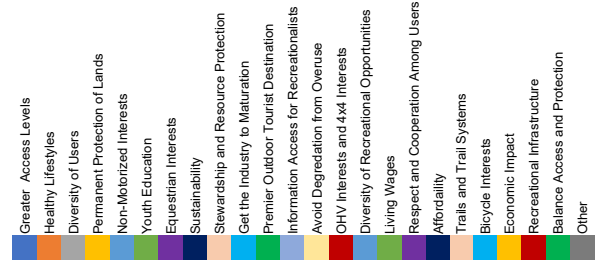 Greater Access Levels
Healthy Lifestyles
Diversity of Users
Permanent Protection of Lands
Non-Motorized Interests
Youth Education
Equestrian Interests
Sustainability
Stewardship and Resource Protection
Get the Industry to Maturation
Premier Outdoor Tourist Destination
Information Access for Recreationalists
Avoid Degredation from Overuse
OHV Interests and 4x4 Interests
Diversity of Recreational Opportunities
Living Wages
Respect and Cooperation Among Users
Affordaility
Trails and Trail Systems
Bicycle Interests
Economic Impact
Recreational Infrastructure
Balance Access and Protection
Other